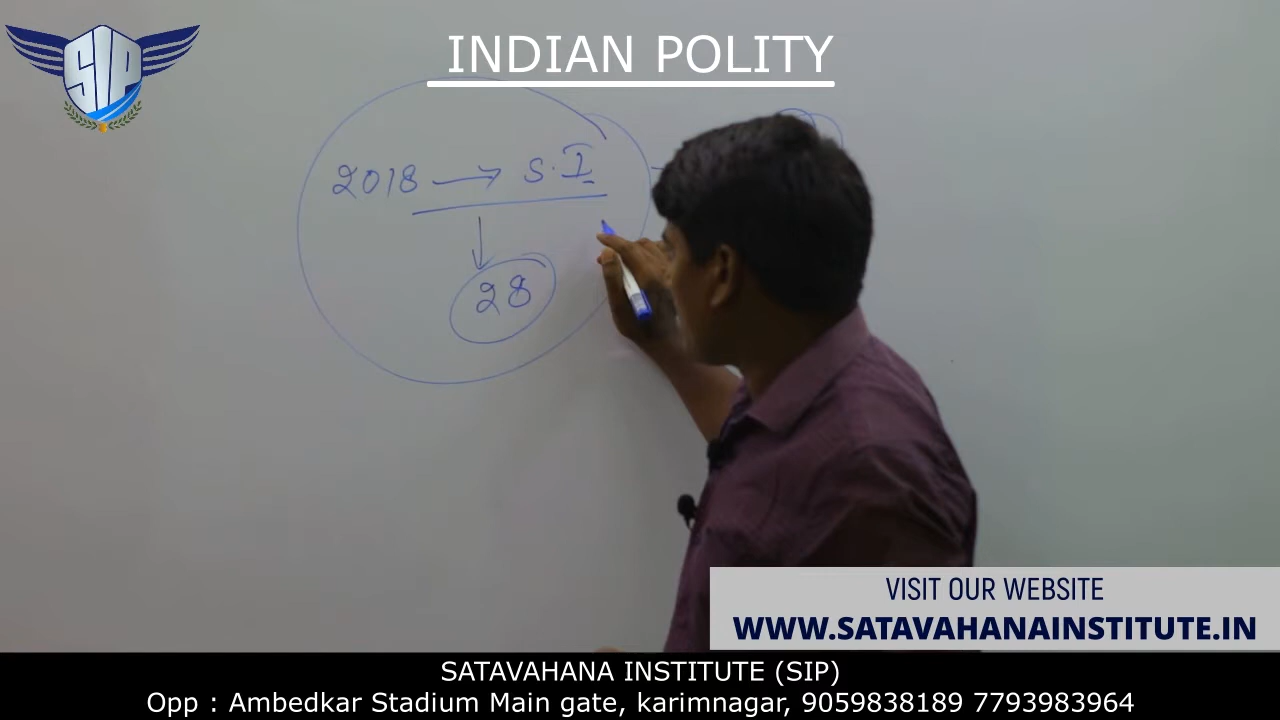 SIP
INDIAN POLITY
2018 → S.I
↓
28
VISIT OUR WEBSITE
WWW.SATAVAHANAINSTITUTE.IN
SATAVAHANA INSTITUTE (SIP)
Opp : Ambedkar Stadium Main gate, karimnagar, 9059838189 7793983964